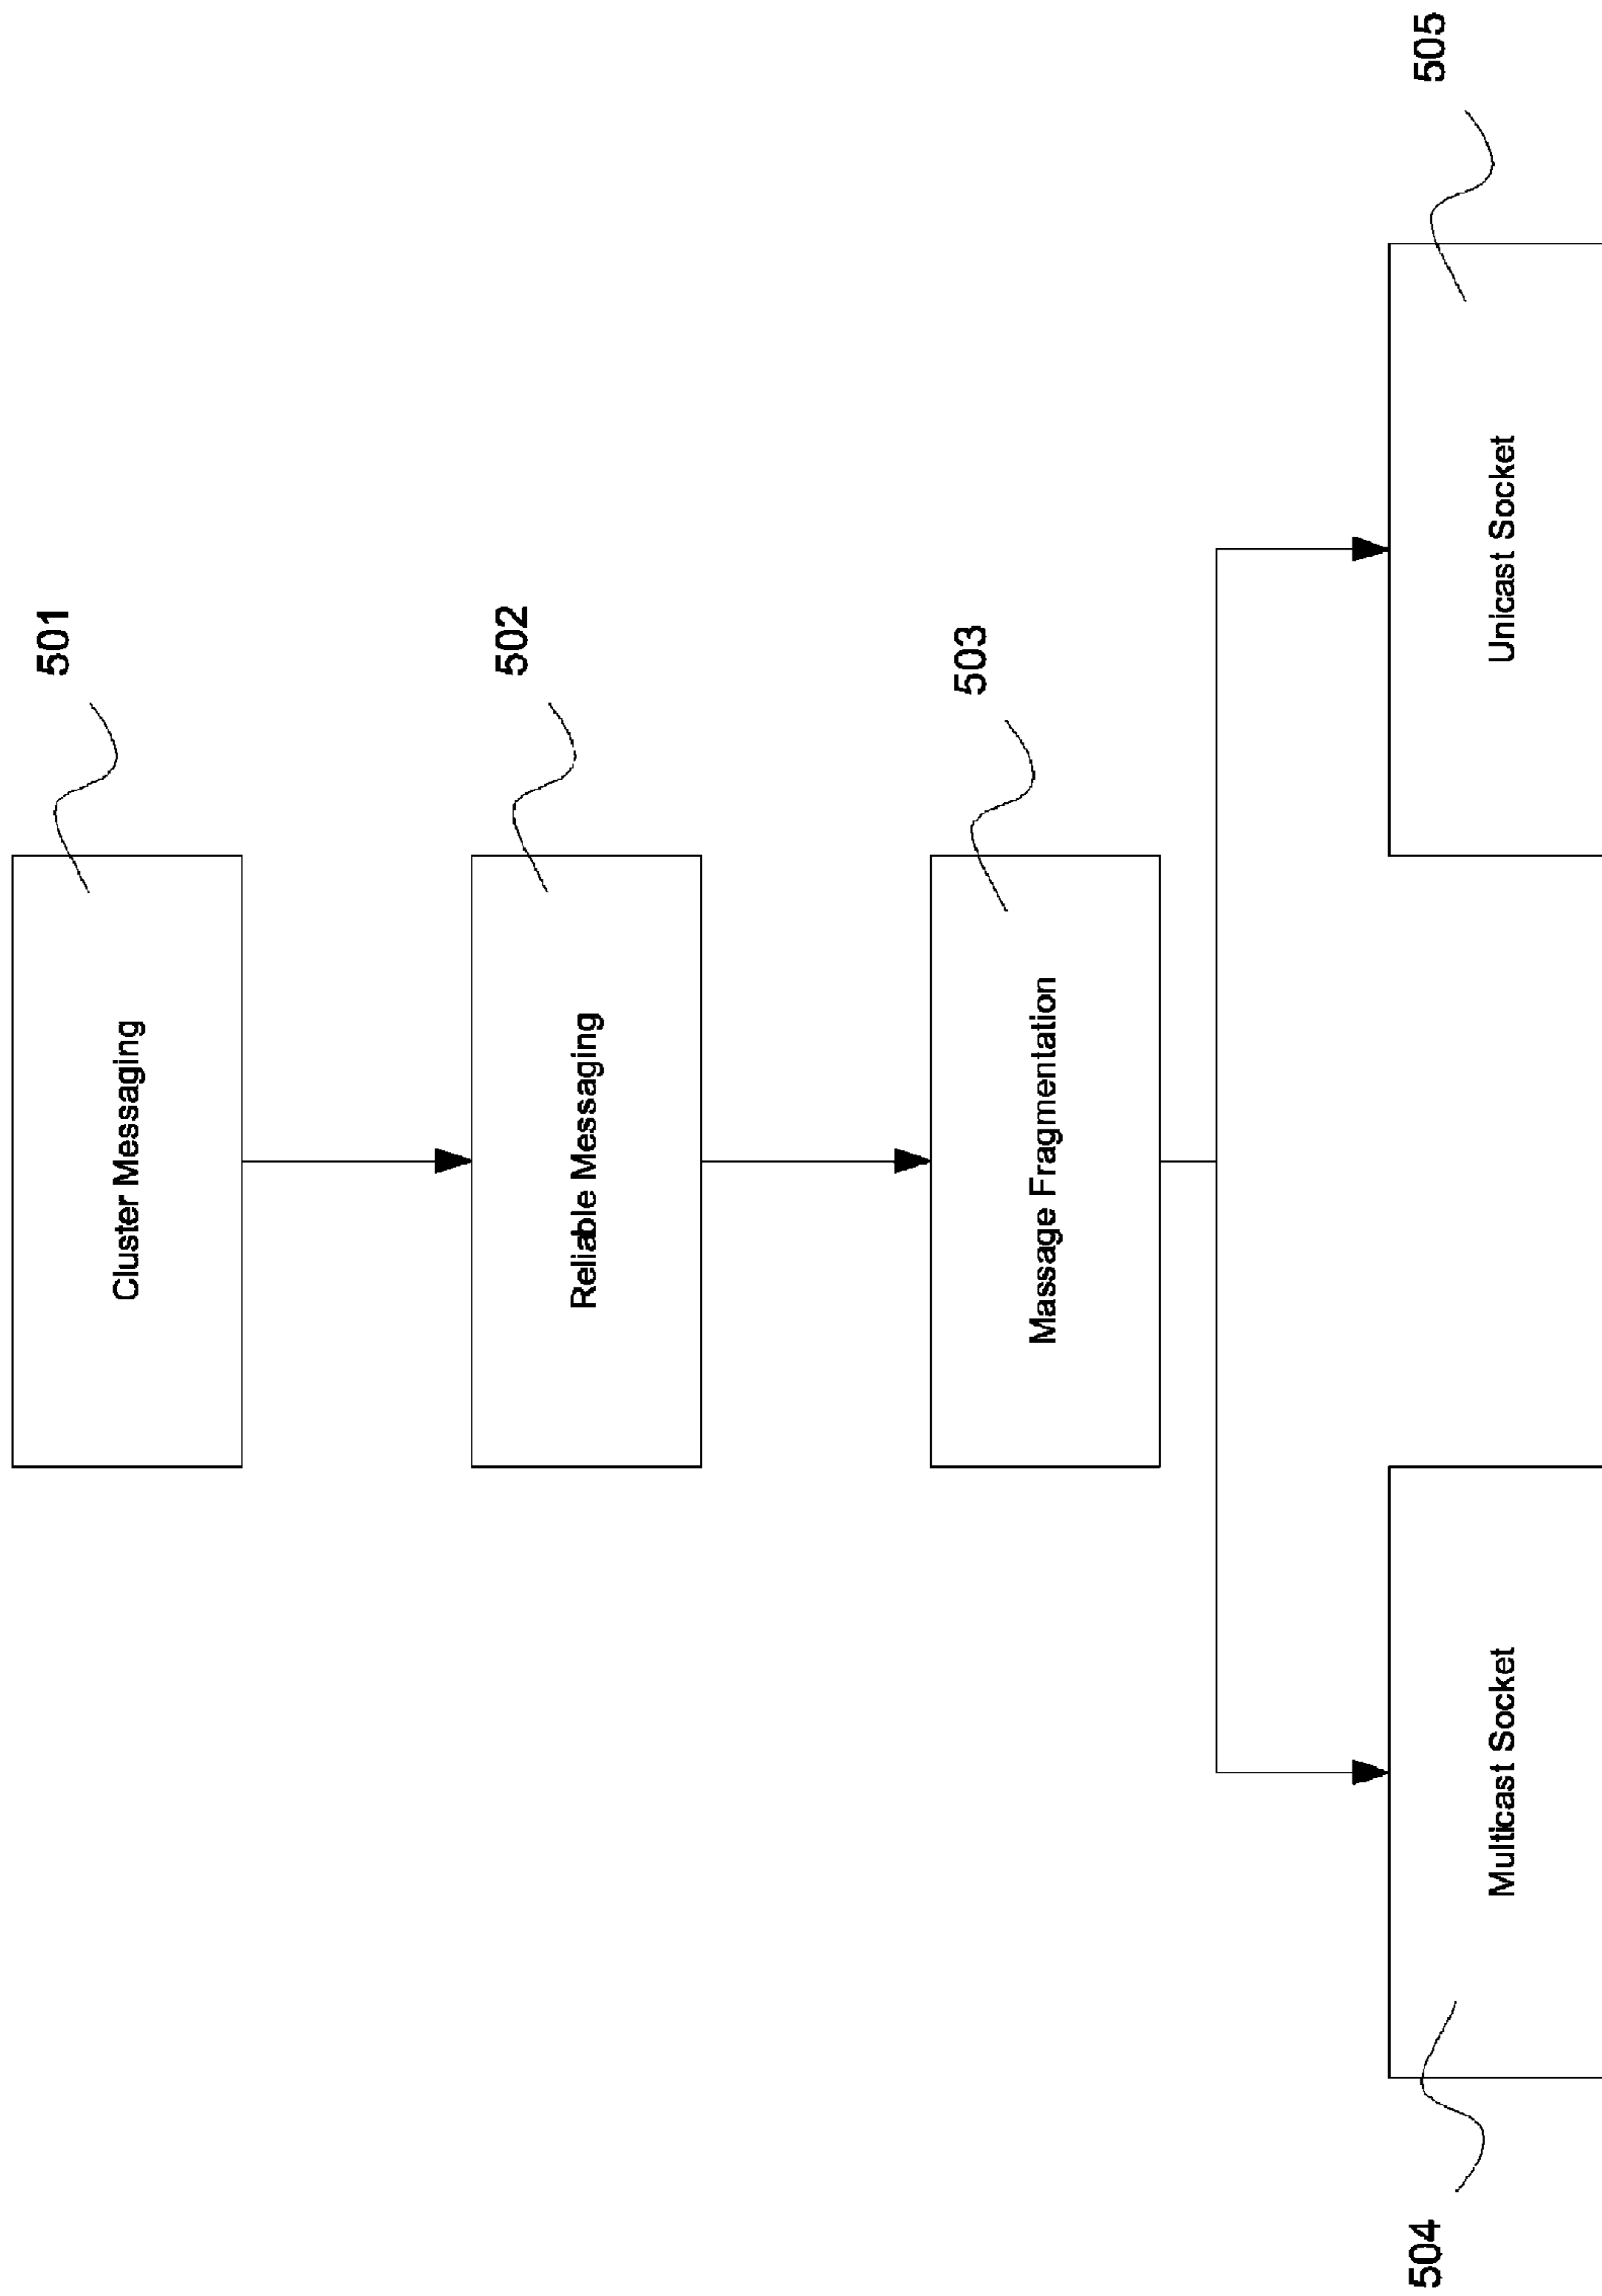 501
Cluster Messaging
502
Reliable Messaging
503
Massage Fragmentation
504
Multicast Socket
505
Unicast Socket